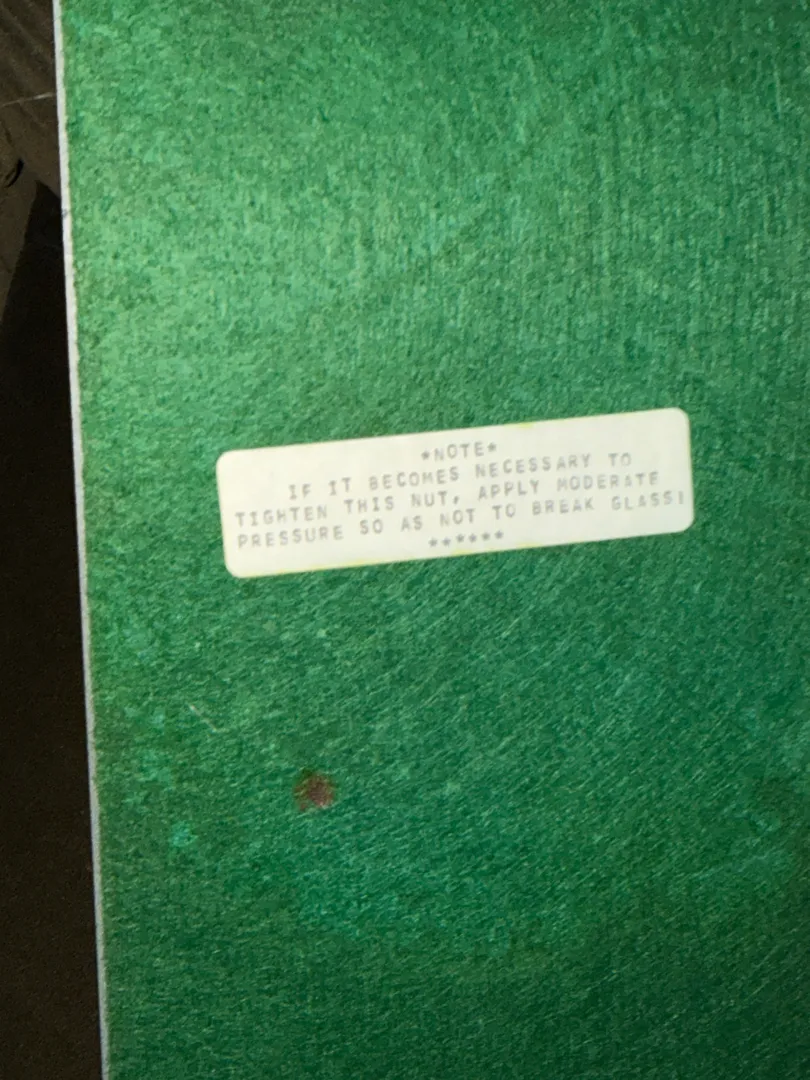 *NOTE*
IF IT BECOMES NECESSARY TO
TIGHTEN THIS NUT, APPLY MODERATE
PRESSURE SO AS NOT TO BREAK GLASS!
******